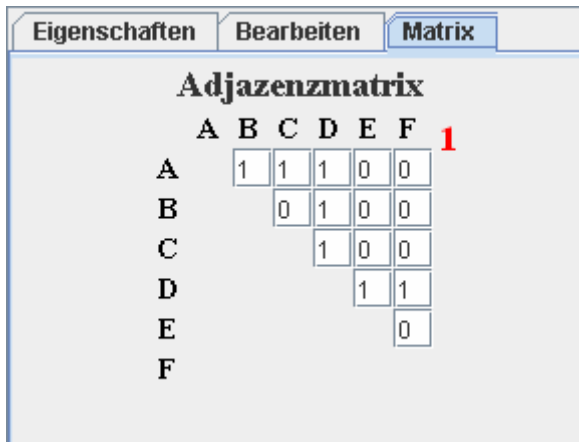 Eigenschaften Bearbeiten Matrix
Adjazenzmatrix
A B C D E F 1
A 1 1 1 0 0
B 0 1 0 0
C 1 0 0
D 1 1
E 0
F